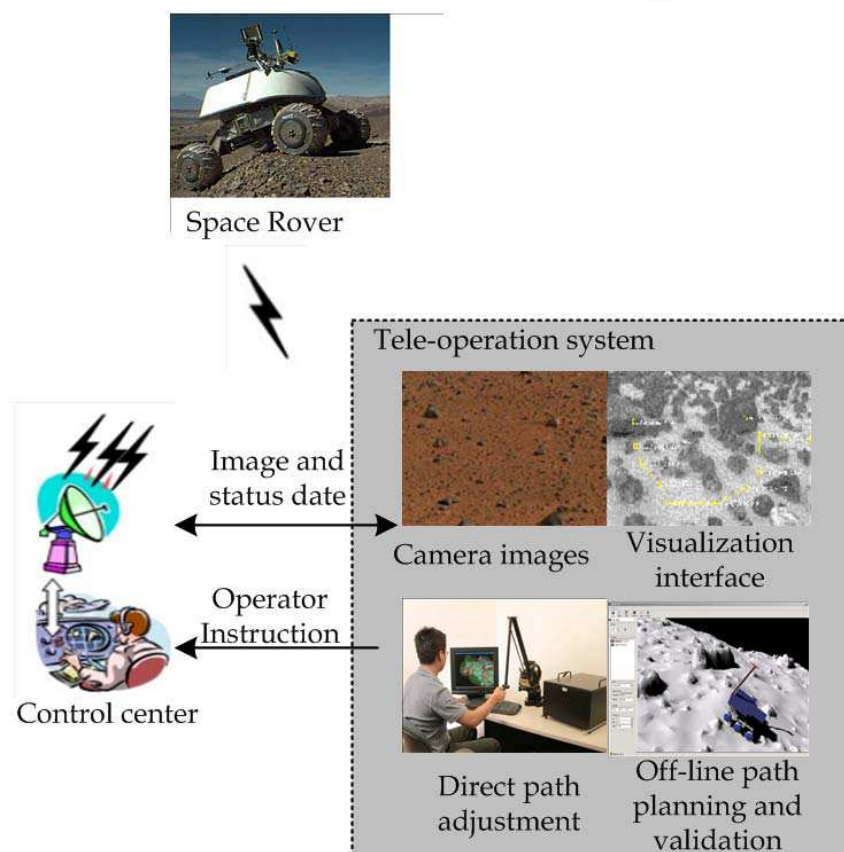 Space Rover
Tele-operation system
Image and
status date
Camera images
Visualization
interface
Operator
Instruction
Control center
Direct path
adjustment
Off-line path
planning and
validation